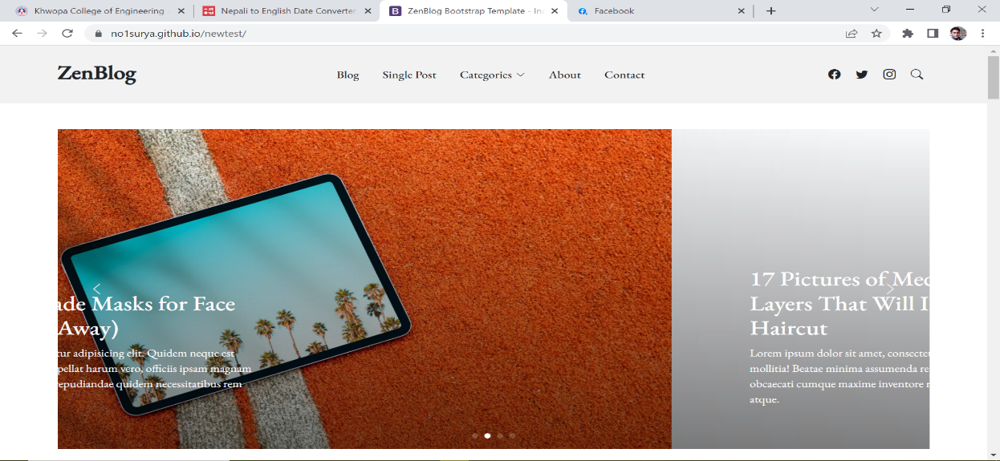 Khwopa College of Engineering
Nepali to English Date Converter
B ZenBlog Bootstrap Template - Ind
Facebook
no1surya.github.io/newtest/
ZenBlog
Blog
Single Post
Categories
About
Contact
ade Masks for Face
Away)
tur adipisicing elit. Quidem neque est
pellat harum vero, officiis ipsam magnam
repudiandae quidem necessitatibus rem
17 Pictures of Med
Layers That Will I
Haircut
Lorem ipsum dolor sit amet, consectetu
mollitia! Beatae minima assumenda re
obcaecati cumque maxime inventore
atque.